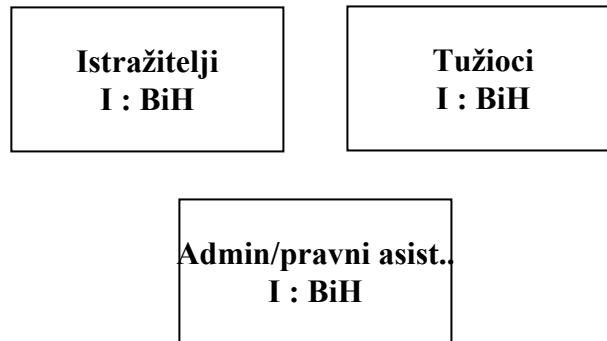 Istražitelji
I : BiH
Tužioci
I : BiH
Admin/pravni asist..
I : BiH